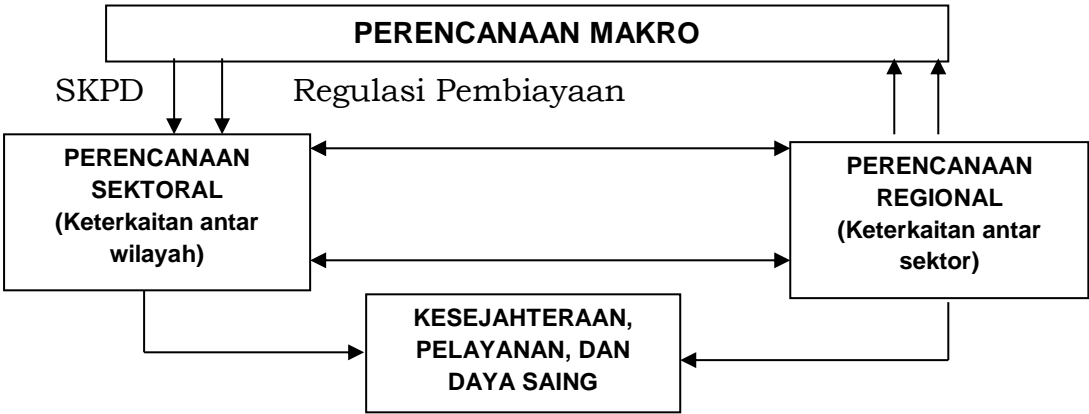 PERENCANAAN MAKRO
SKPD
Regulasi Pembiayaan
PERENCANAAN
SEKTORAL
(Keterkaitan antar
wilayah)
PERENCANAAN
REGIONAL
(Keterkaitan antar
sektor)
KESEJAHTERAAN,
PELAYANAN, DAN
DAYA SAING